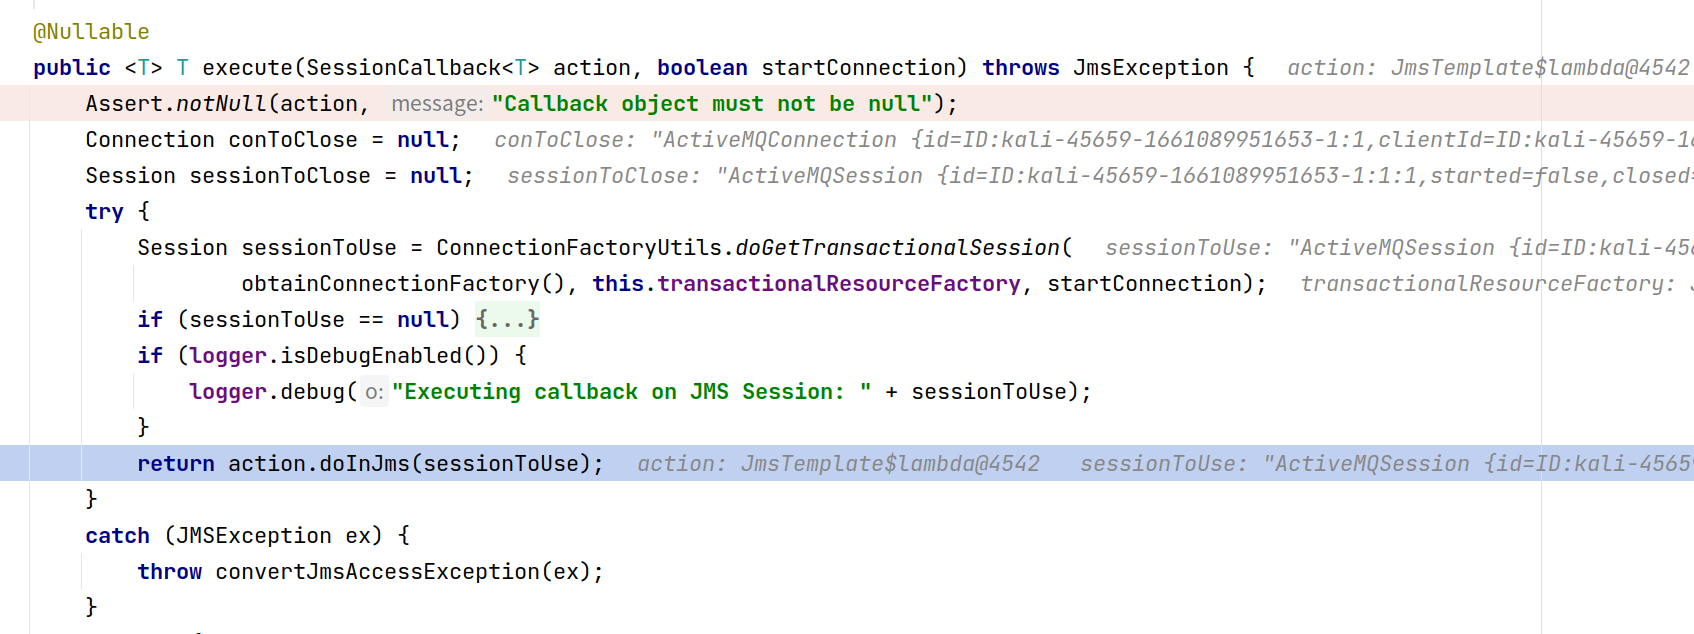 @Nullable
public <T> T execute(SessionCallback<T> action, boolean startConnection) throws JmsException {   action: JmsTemplate$lambda@4542
    Assert.notNull(action, message: "Callback object must not be null");
    Connection conToClose = null;   conToClose: "ActiveMQConnection {id=ID:kali-45659-1661089951653-1:1,clientId=ID:kali-45659-16
    Session sessionToClose = null;   sessionToClose: "ActiveMQSession {id=ID:kali-45659-1661089951653-1:1:1,started=false,closed=
    try {
        Session sessionToUse = ConnectionFactoryUtils.doGetTransactionalSession(   sessionToUse: "ActiveMQSession {id=ID:kali-456
                obtainConnectionFactory(), this.transactionalResourceFactory, startConnection);   transactionalResourceFactory: J
        if (sessionToUse == null) {...}
        if (logger.isDebugEnabled()) {
            logger.debug( o: "Executing callback on JMS Session: " + sessionToUse);
        }
        return action.doInJms(sessionToUse);   action: JmsTemplate$lambda@4542   sessionToUse: "ActiveMQSession {id=ID:kali-45659
    }
    catch (JMSException ex) {
        throw convertJmsAccessException(ex);
    }